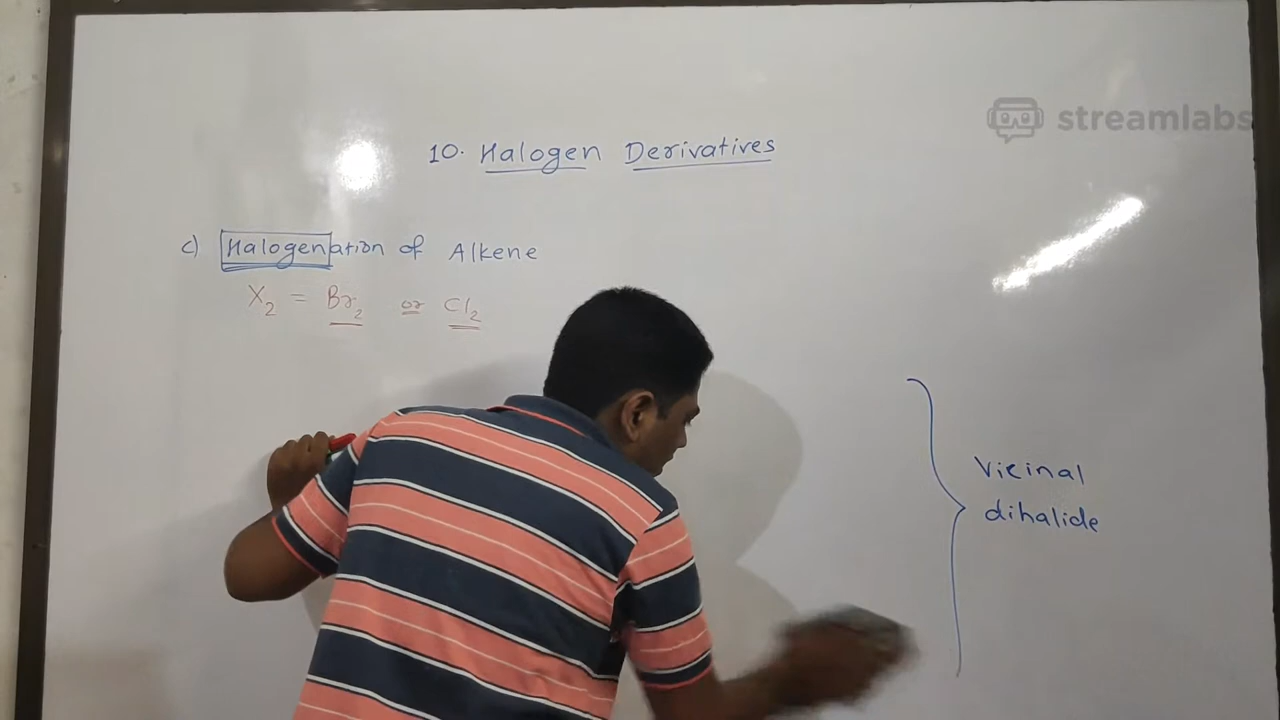 streamlabs
10. Halogen Derivatives
c) Halogenation of Alkene
X₂ = Br₂ or Cl₂
Vicinal
dihalide